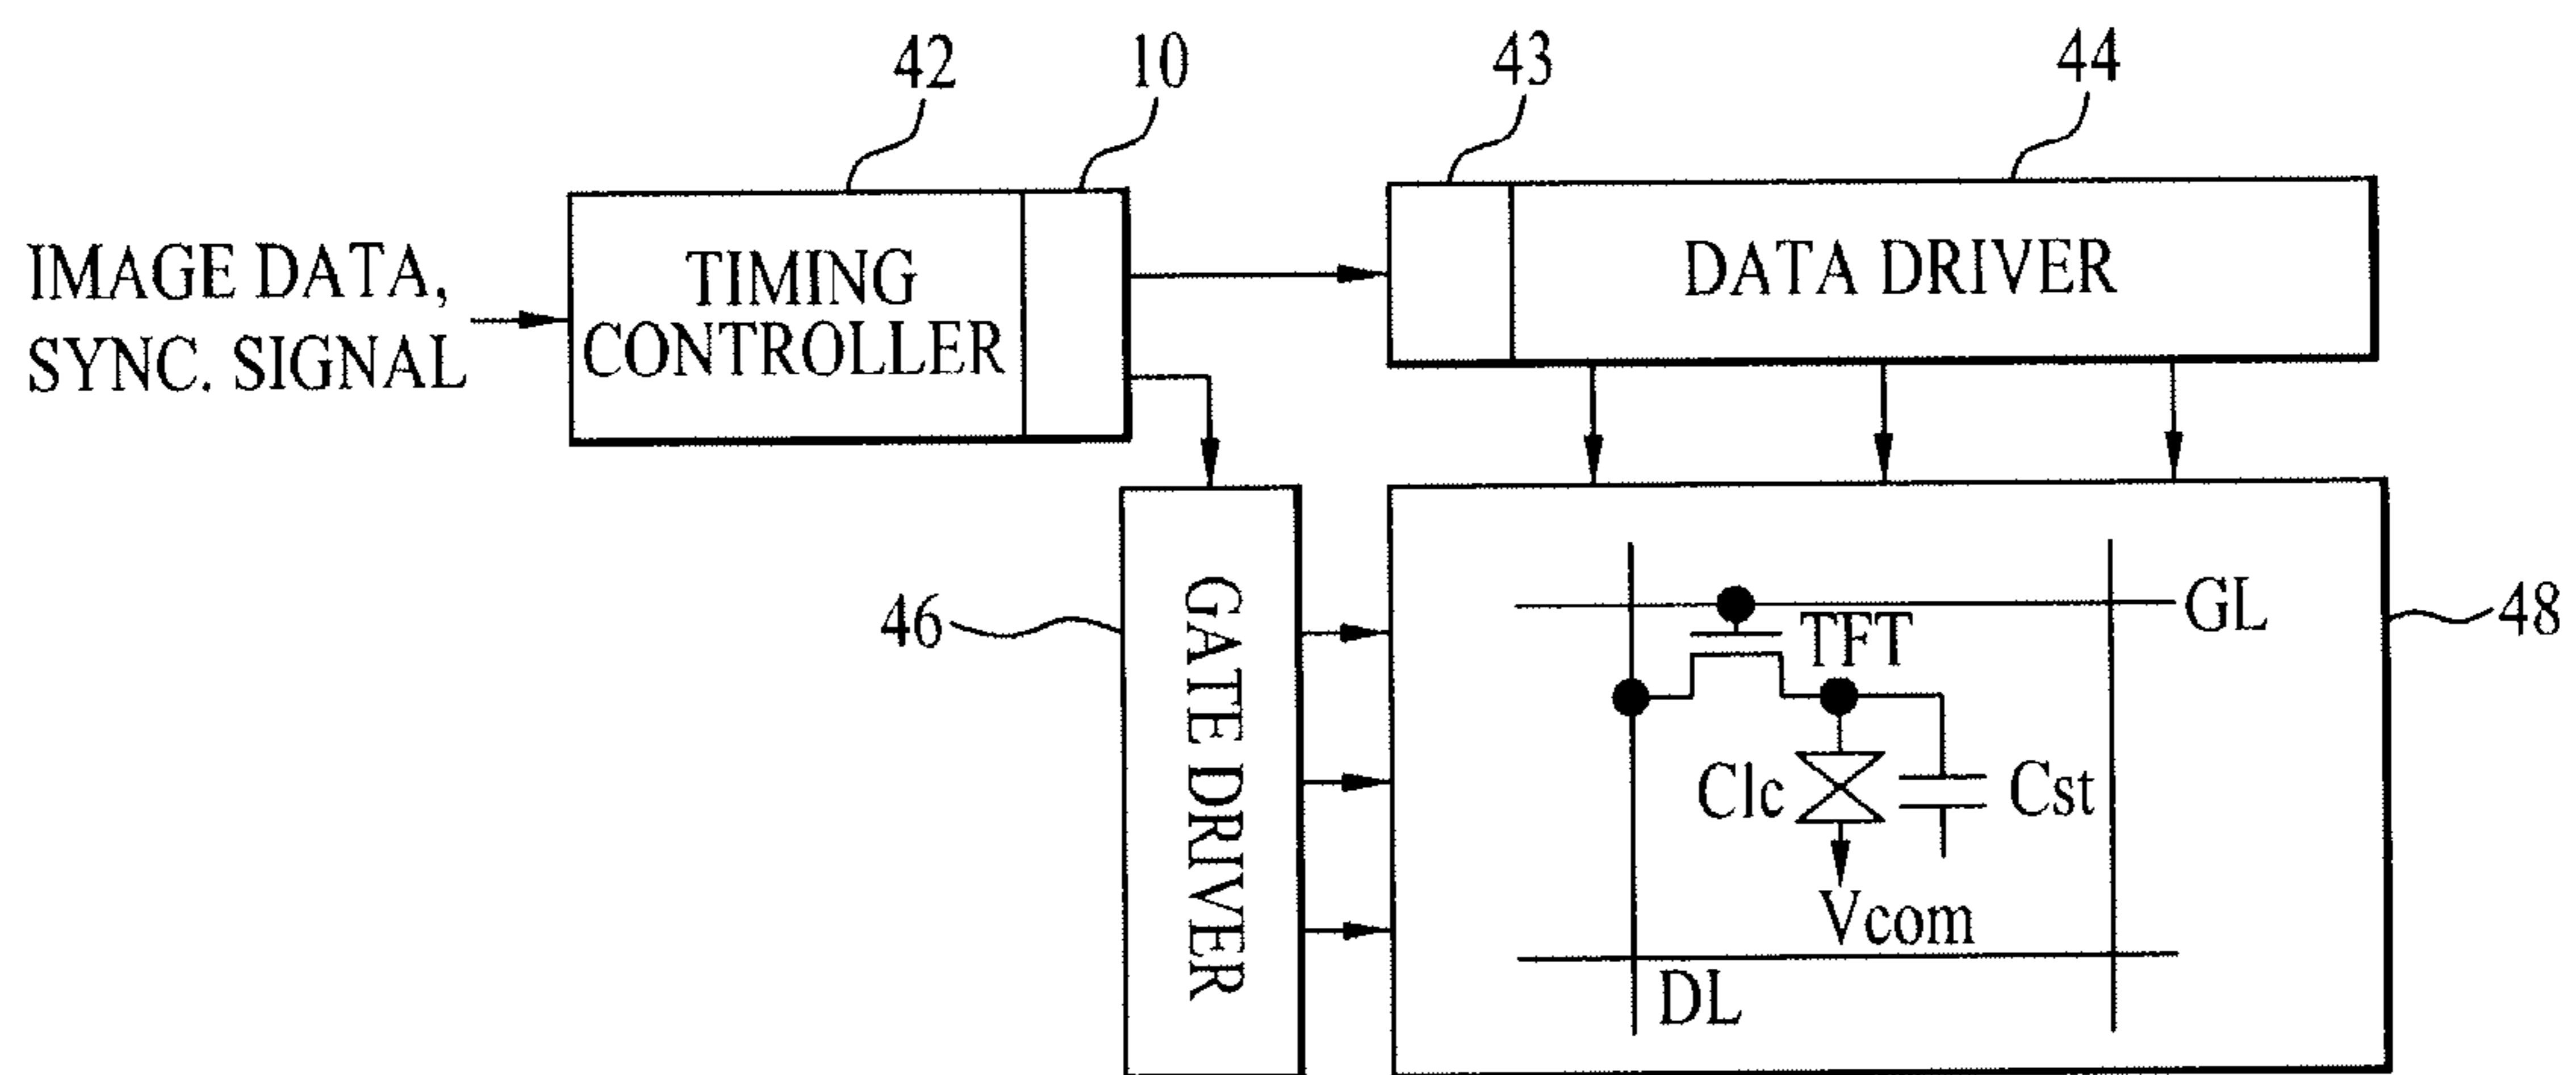 42
10
43
44
IMAGE DATA,
SYNC. SIGNAL
TIMING
CONTROLLER
DATA DRIVER
46
GATE DRIVER
GL
48
TFT
Clc
Cst
Vcom
DL